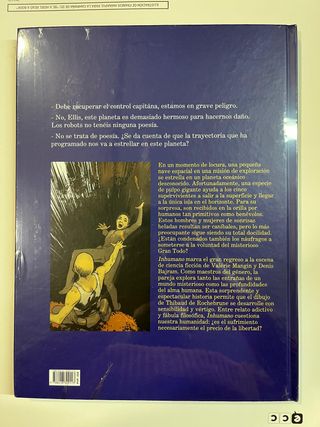 - Debe recuperar el control capitána, estámos en grave peligro.
- No, Ellis, este planeta es demasiado hermoso para hacernos daño.
Los robots no tenéis ninguna poesía.
- No se trata de poesía. ¿Se da cuenta de que la trayectoria que ha
programado nos va a estrellar en este planeta?
En un momento de locura, una pequeña
nave espacial en una misión de exploración
se estrella en un planeta oceánico
desconocido. Afortunadamente, una especie
de pulpo gigante ayuda a los cinco
supervivientes a salir a la superficie y llegar
a la única isla en el horizonte. Para su
sorpresa, son recibidos en la orilla por
humanos tan primitivos como benévolos.
Estos hombres y mujeres de sonrisas
heladas resultan ser caníbales, pero lo más
preocupante sigue siendo su total docilidad.
¿Están condenados también los náufragos a
someterse a la voluntad del misterioso
Gran Todo?
Inhumano marca el gran regreso a la escena
de ciencia ficción de Valérie Mangin y Denis
Bajram. Como maestros del género, la
pareja explora tanto las entrañas de un
mundo misterioso como las profundidades
del alma humana. Esta sorprendente y
espectacular historia permite que el dibujo
de Thibaud de Rochebrune se desarrolle con
sensibilidad y vértigo. Entre relato adictivo
y fábula filosófica, Inhumano cuestiona
nuestra humanidad: ¿es el sufrimiento
necesariamente el precio de la libertad?